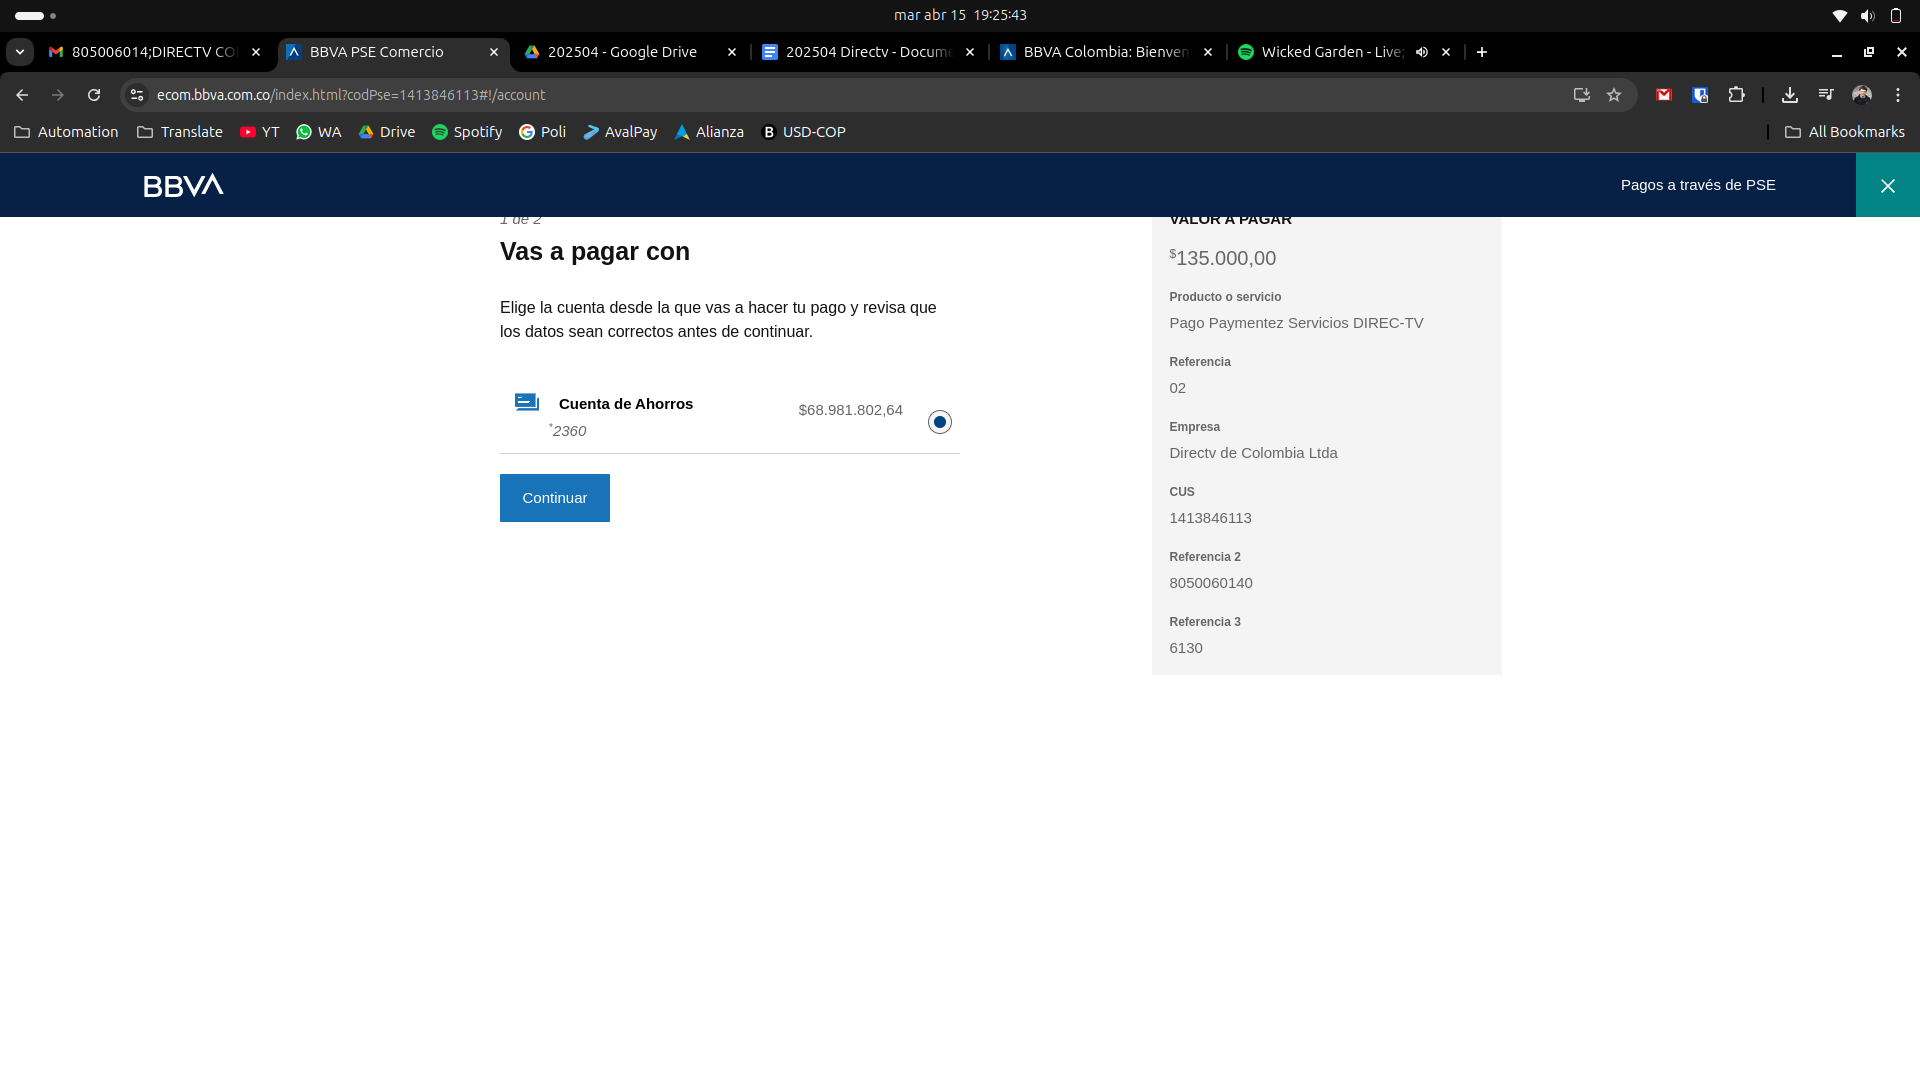 mar abr 15 19:25:43
805006014;DIRECTV CO
BBVA PSE Comercio
202504 - Google Drive
202504 Directv - Docume
BBVA Colombia: Bienven
Wicked Garden - Live;
ecom.bbva.com.co/index.html?codPse=1413846113#!/account
Automation
Translate
YT
WA
Drive
Spotify
Poli
AvalPay
Alianza
USD-COP
All Bookmarks
BBVA
Pagos a través de PSE
1 de 2
Vas a pagar con
Elige la cuenta desde la que vas a hacer tu pago y revisa que
los datos sean correctos antes de continuar.
Cuenta de Ahorros
$68.981.802,64
*2360
Continuar
VALOR A PAGAR
$135.000,00
Producto o servicio
Pago Paymentez Servicios DIREC-TV
Referencia
02
Empresa
Directv de Colombia Ltda
CUS
1413846113
Referencia 2
8050060140
Referencia 3
6130